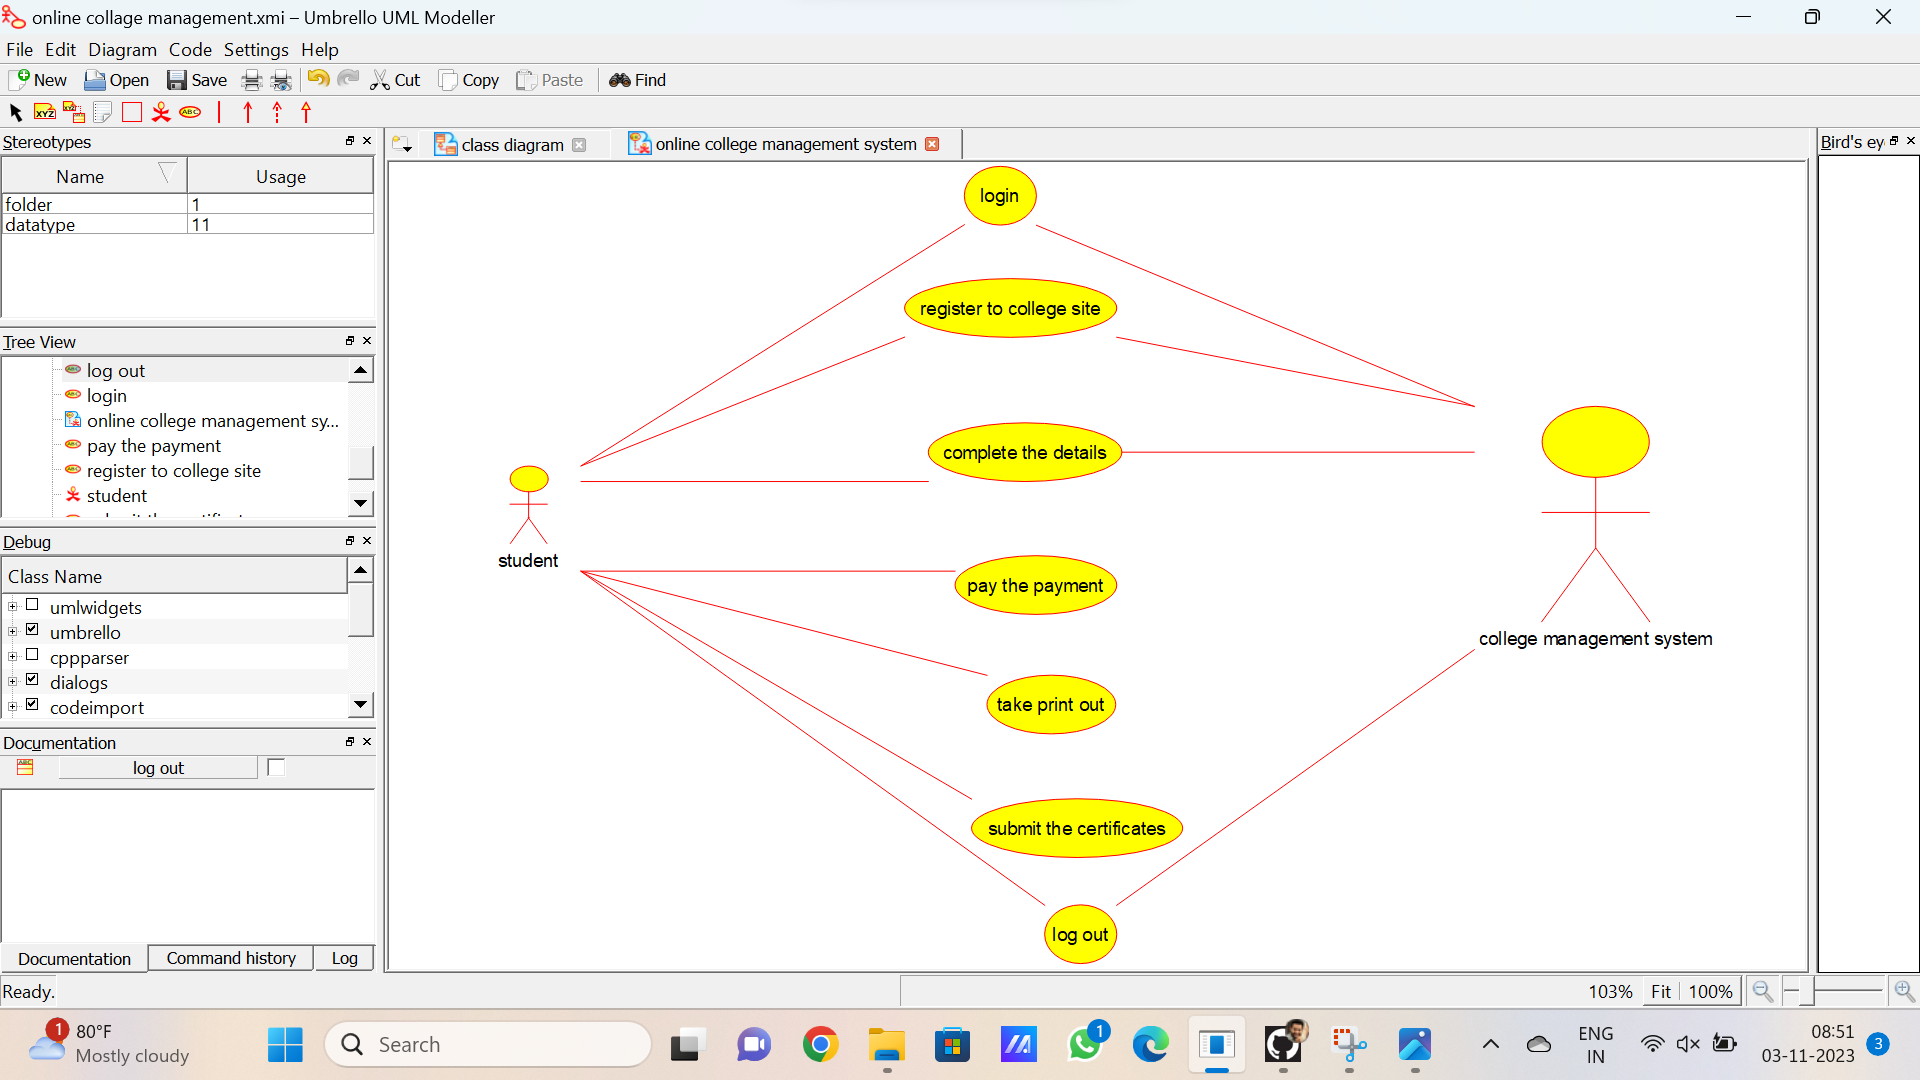 online collage management.xmi – Umbrello UML Modeller
File Edit Diagram Code Settings Help
New Open Save Cut Copy Paste Find
XYZ XYZ ABC
Stereotypes
Name Usage
folder 1
datatype 11
Tree View
log out
login
online college management sy...
pay the payment
register to college site
student
Debug
Class Name
umlwidgets
umbrello
cppparser
dialogs
codeimport
Documentation
log out
Documentation Command history Log
class diagram online college management system
Bird's ey
login
register to college site
complete the details
student
pay the payment
college management system
take print out
submit the certificates
log out
Ready.
103% Fit 100%
1
80°F
Mostly cloudy
Search
1
ENG
IN
08:51
03-11-2023
3